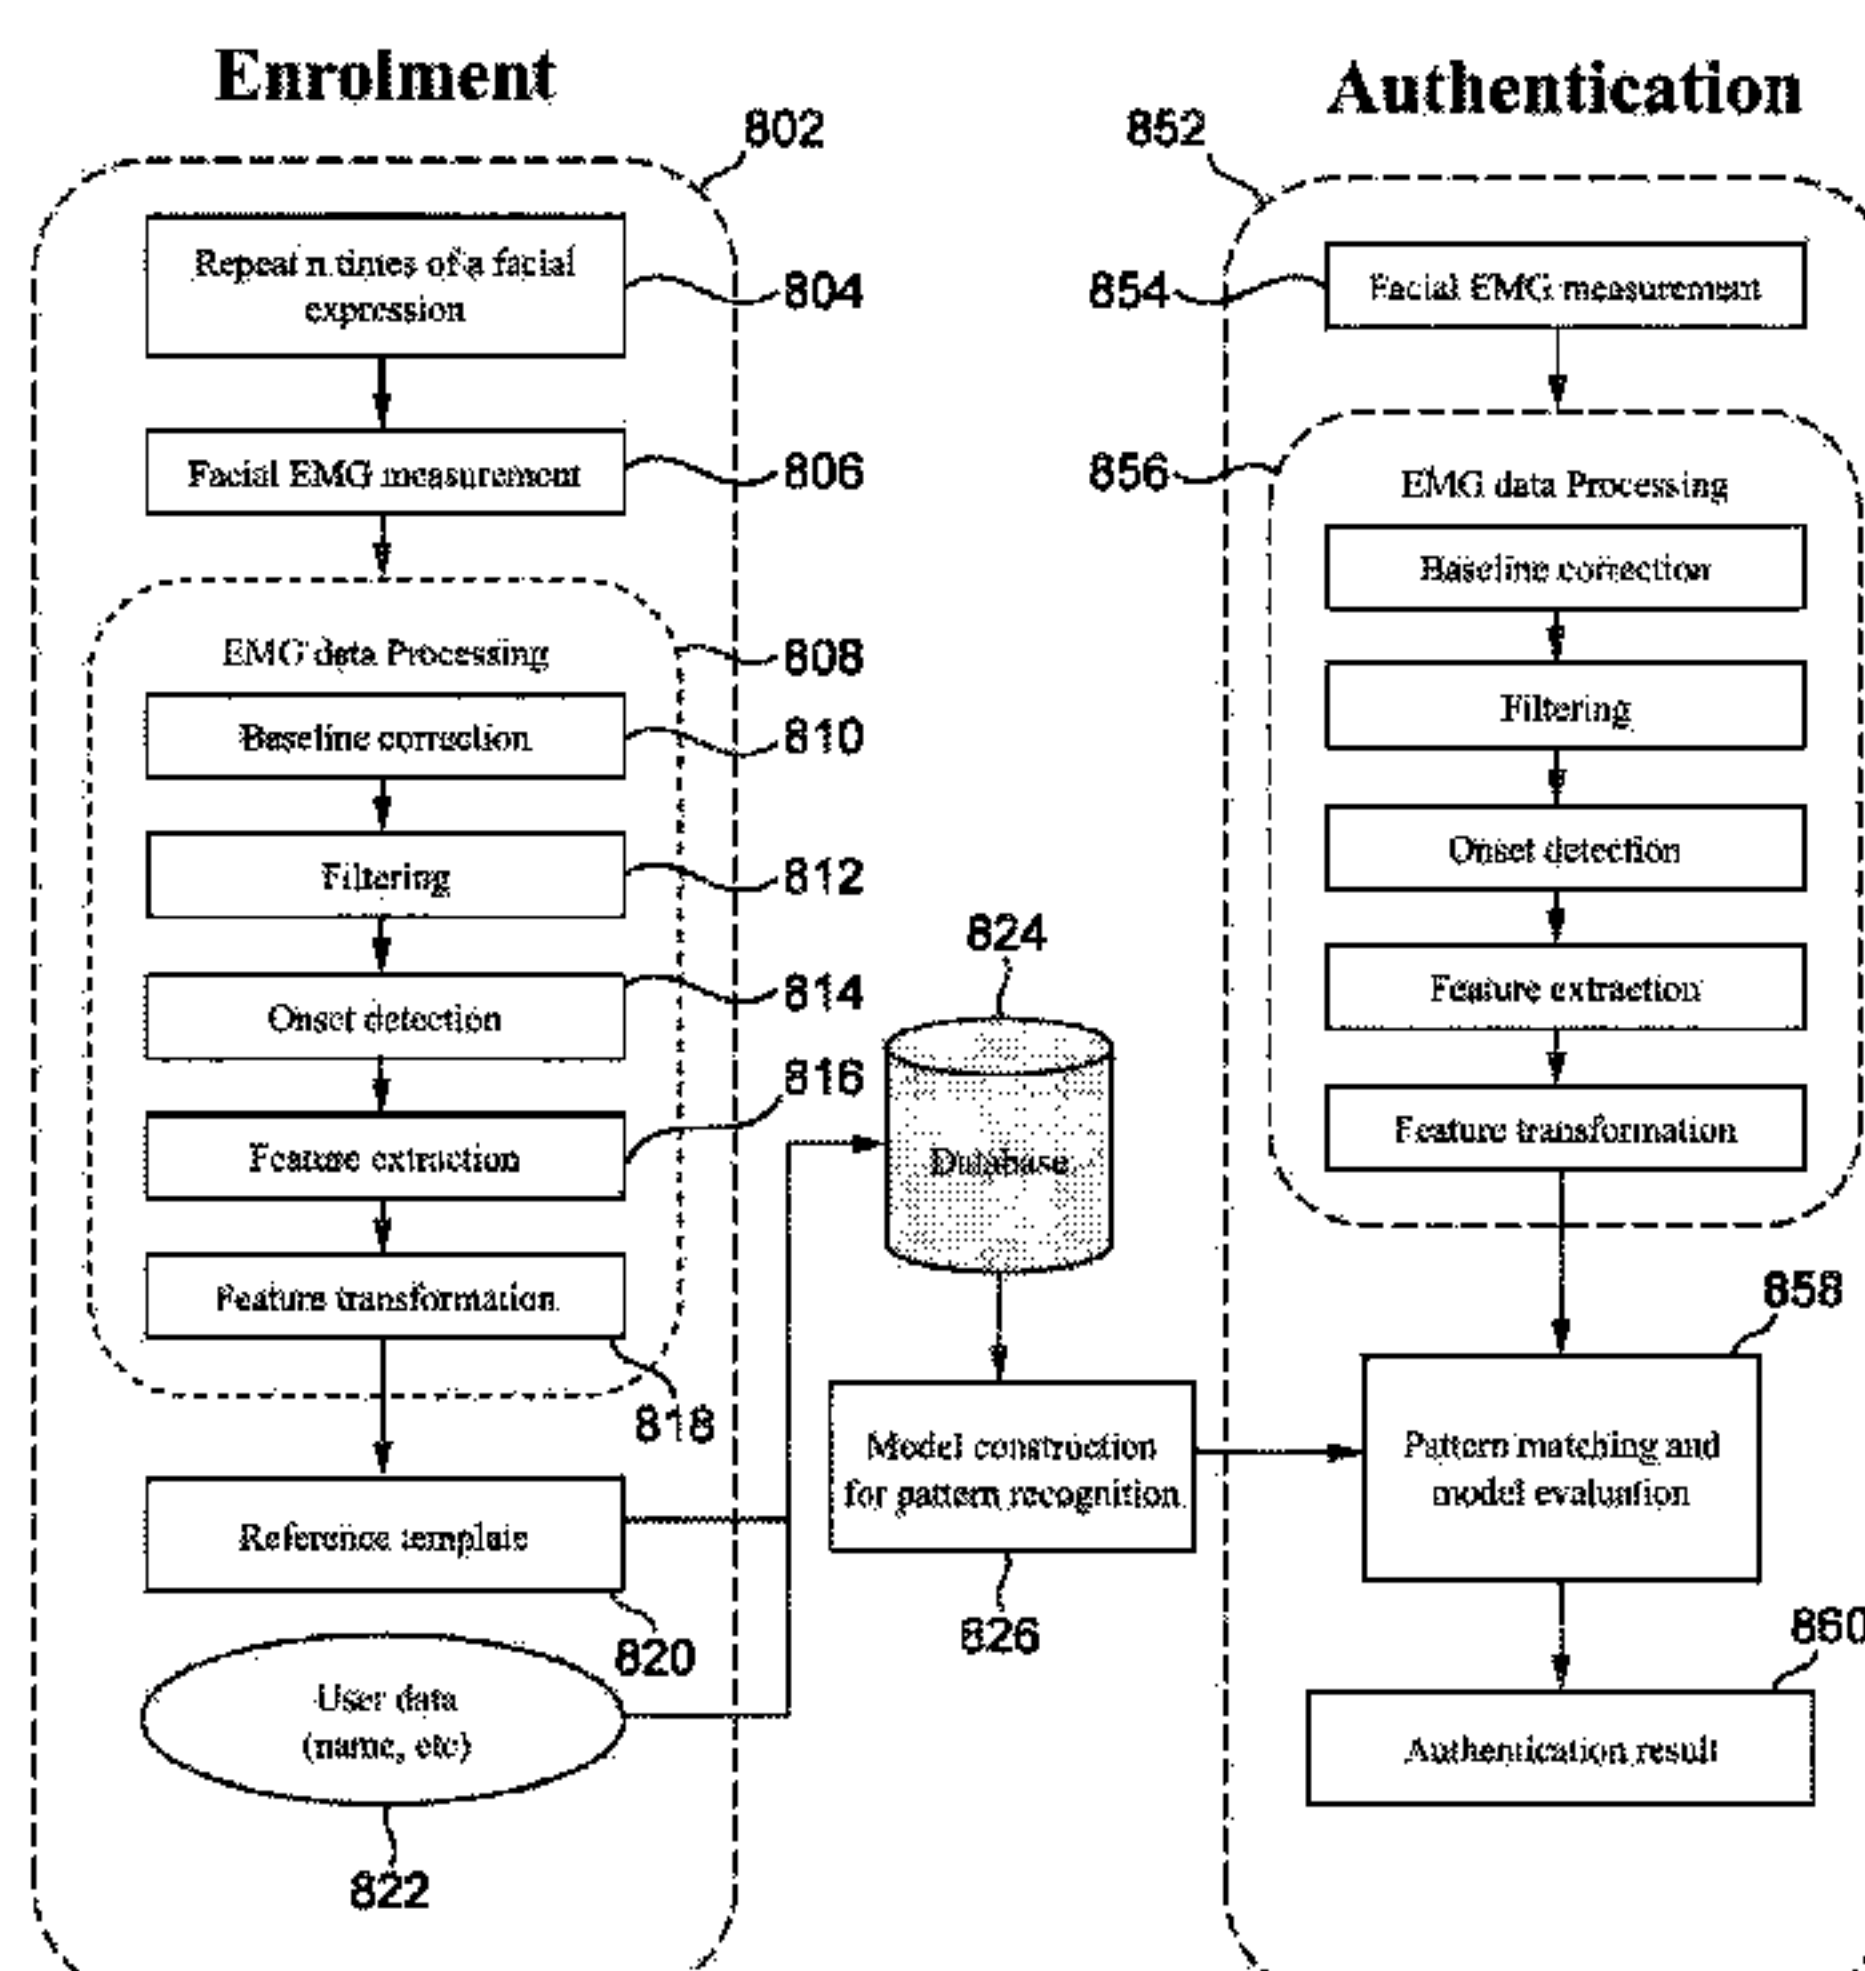 Enrolment
802
Repeat n times of a facial
expression
804
Facial EMG measurement
806
EMG data Processing
808
Baseline correction
810
Filtering
812
Onset detection
814
Feature extraction
816
Feature transformation
818
Reference template
820
User data
(name, etc)
822
824
Database
Model construction
for pattern recognition
826
Authentication
852
854
Facial EMG measurement
856
EMG data Processing
Baseline correction
Filtering
Onset detection
Feature extraction
Feature transformation
858
Pattern matching and
model evaluation
860
Authentication result